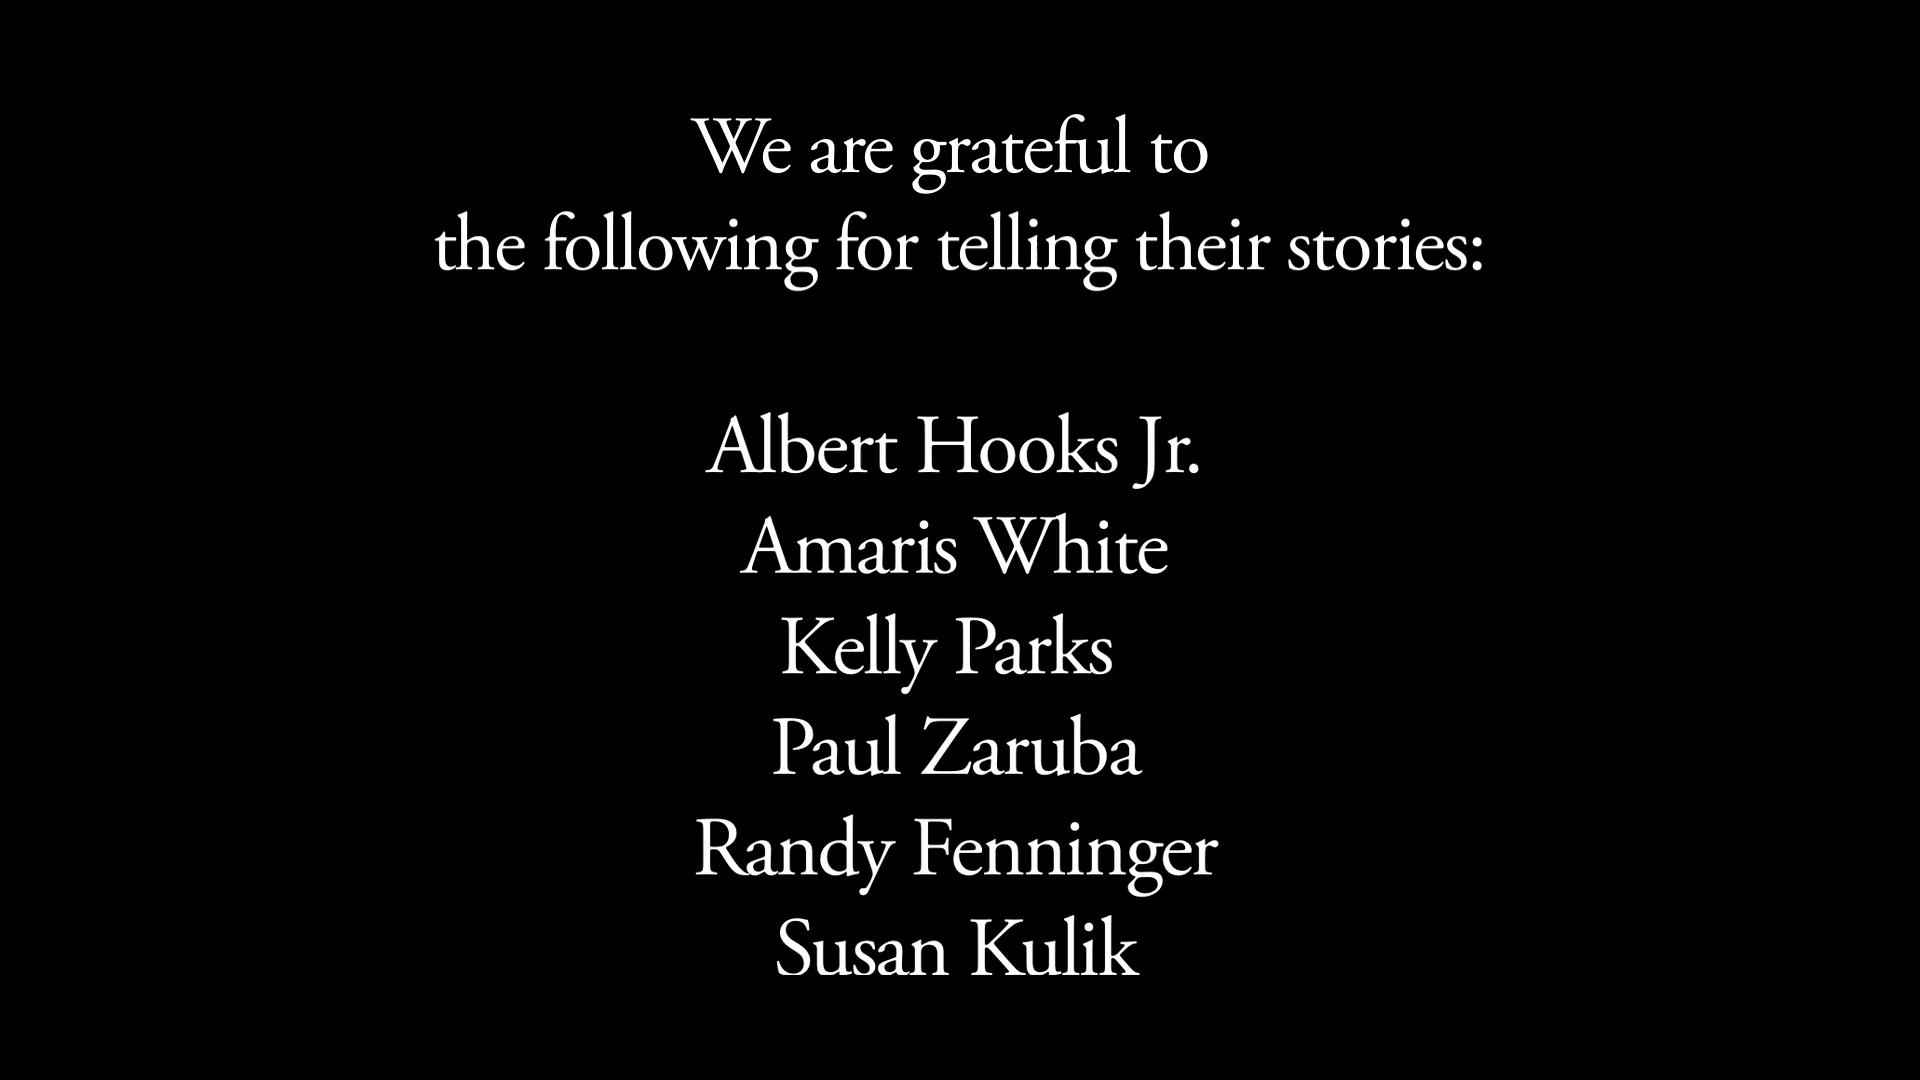 We are grateful to
the following for telling their stories:
Albert Hooks Jr.
Amaris White
Kelly Parks
Paul Zaruba
Randy Fenninger
Susan Kulik